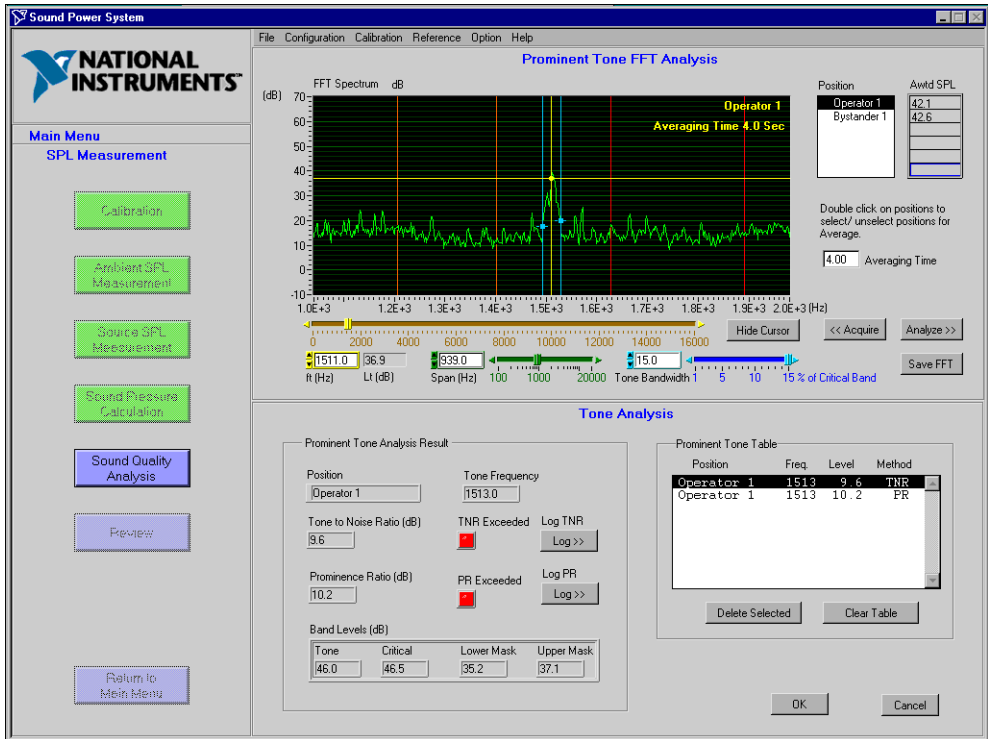 Sound Power System
File Configuration Calibration Reference Option Help
NATIONAL
INSTRUMENTS™
Main Menu
SPL Measurement
Calibration
Ambient SPL
Measurement
Source SPL
Meesurement
Sound Pressure
Calculation
Sound Quality
Analysis
Review
Return to
Mein Menu
Prominent Tone FFT Analysis
FFT Spectrum dB
(dB)
70
60
50
40
30
20
10
0
-10
Operator 1
Averaging Time 4.0 Sec
1.0E+3 1.2E+3 1.3E+3 1.4E+3 1.5E+3 1.6E+3 1.7E+3 1.8E+3 1.9E+3 2.0E+3 (Hz)
Position Awtd SPL
Operator 1 42.1
Bystander 1 42.6
Double click on positions to
select/ unselect positions for
Average.
4.00 Averaging Time
0 2000 4000 6000 8000 10000 12000 14000 16000
Hide Cursor << Acquire Analyze >>
1511.0 36.9 939.0 15.0
ft (Hz) Lt (dB) Span (Hz) 100 1000 20000 Tone Bandwidth 1 5 10 15 % of Critical Band
Save FFT
Tone Analysis
Prominent Tone Analysis Result
Position Tone Frequency
Operator 1 1513.0
Tone to Noise Ratio (dB) TNR Exceeded Log TNR
9.6 Log >>
Prominence Ratio (dB) PR Exceeded Log PR
10.2 Log >>
Band Levels (dB)
Tone Critical Lower Mask Upper Mask
46.0 46.5 35.2 37.1
Prominent Tone Table
Position Freq. Level Method
Operator 1 1513 9.6 TNR
Operator 1 1513 10.2 PR
Delete Selected Clear Table
OK Cancel